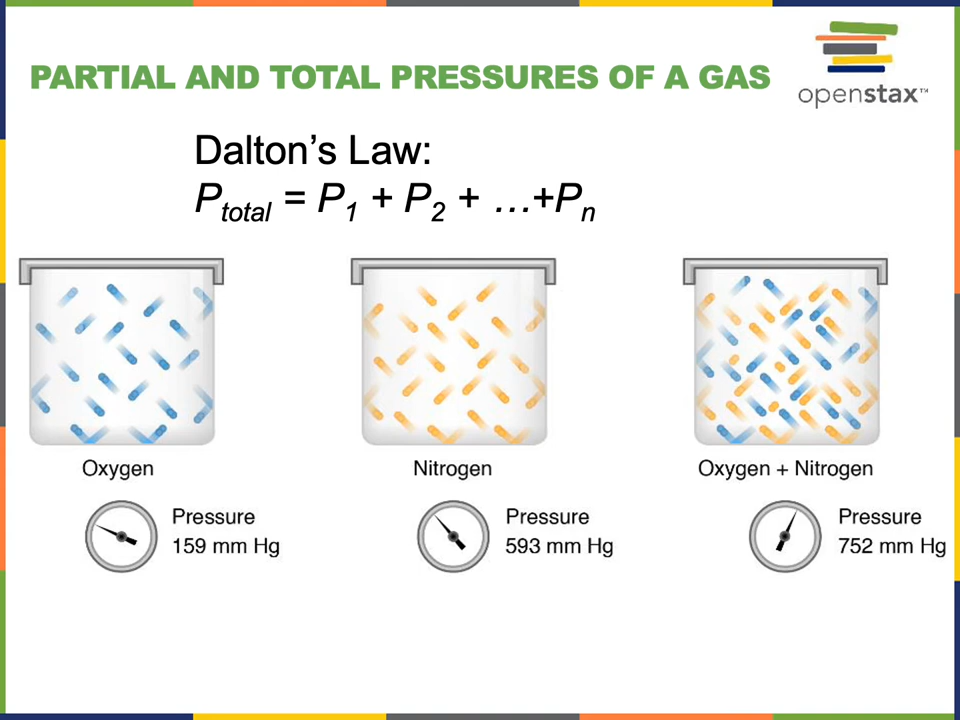 PARTIAL AND TOTAL PRESSURES OF A GAS
openstax™
Dalton’s Law:
Ptotal = P1 + P2 + …+Pn
Oxygen
Pressure
159 mm Hg
Nitrogen
Pressure
593 mm Hg
Oxygen + Nitrogen
Pressure
752 mm Hg